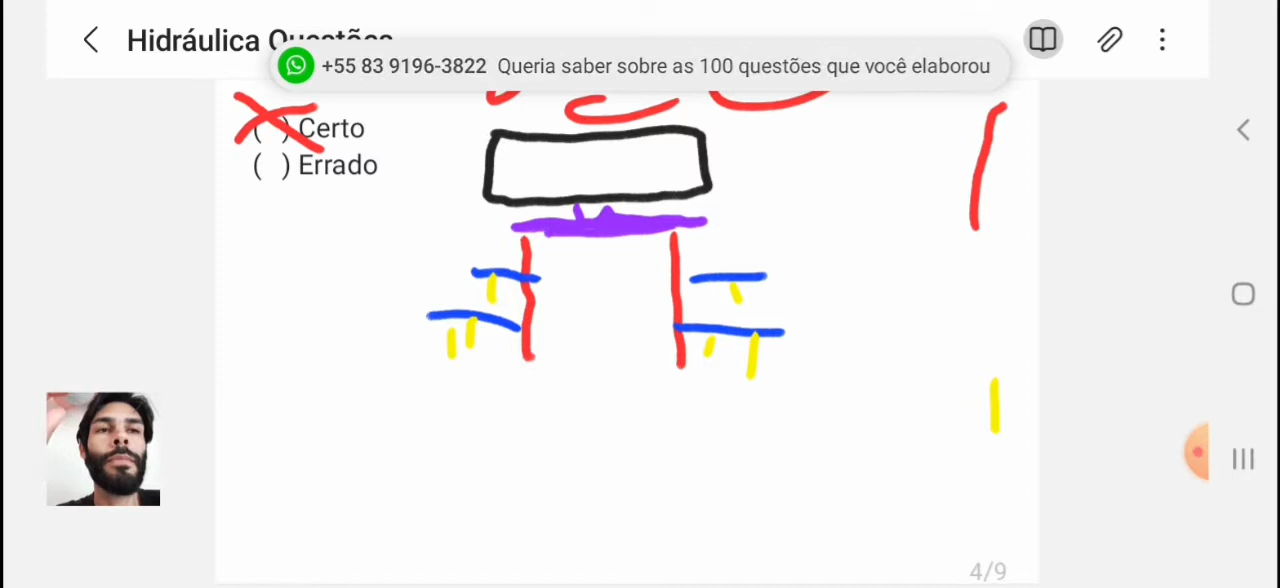 Hidráulica Questões
+55 83 9196-3822 Queria saber sobre as 100 questões que você elaborou
( ) Certo
( ) Errado
4/9